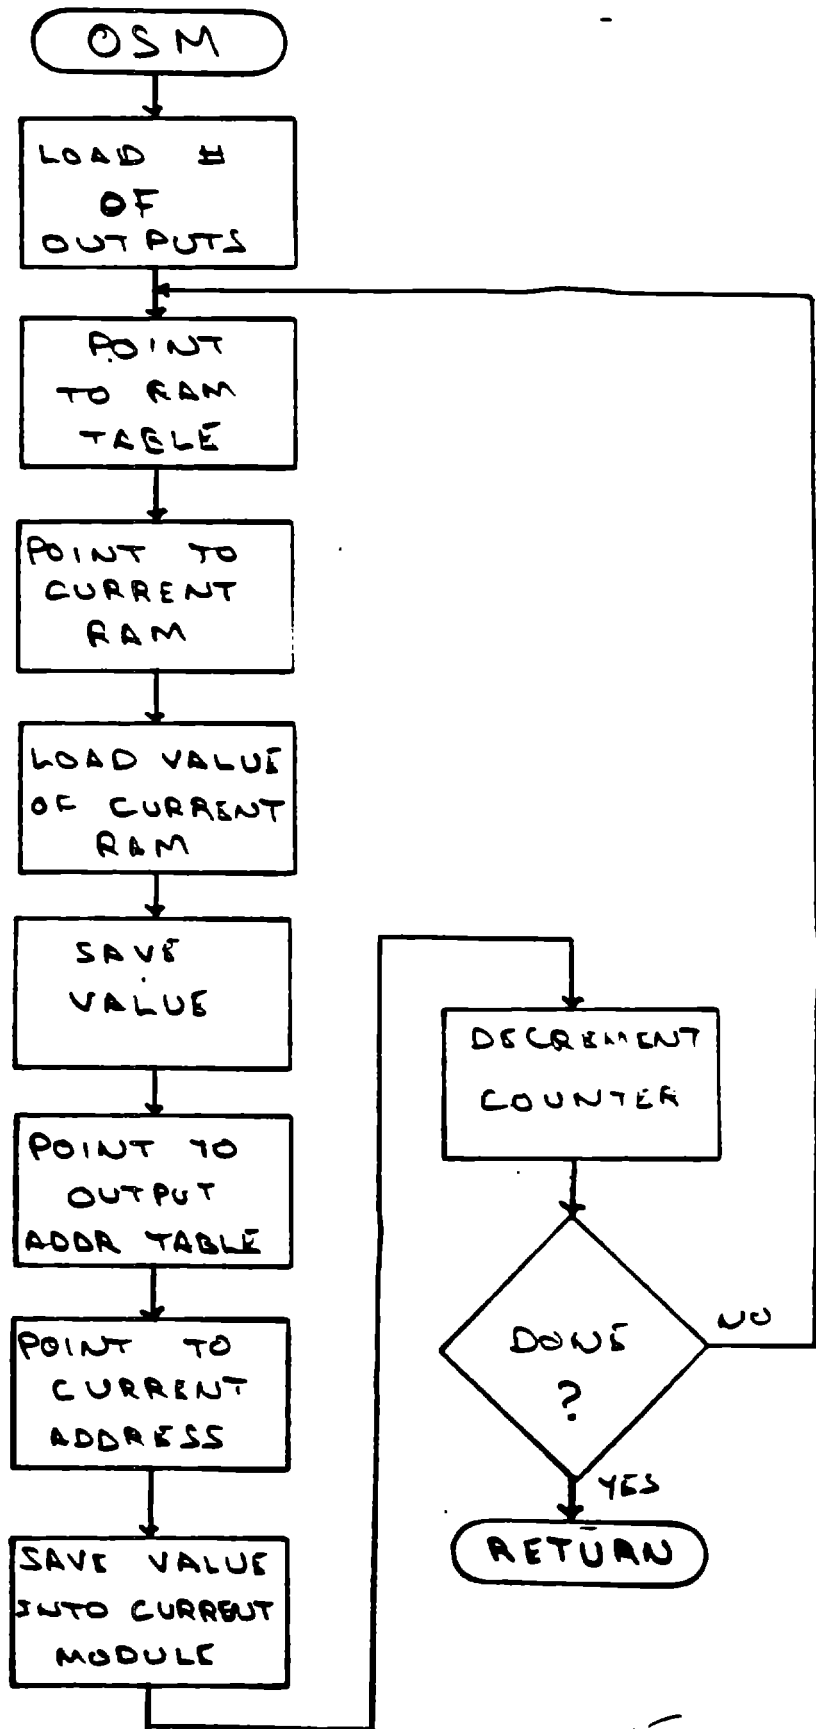 OSM
LOAD #
OF
OUTPUTS
POINT
TO RAM
TABLE
POINT TO
CURRENT
RAM
LOAD VALUE
OF CURRENT
RAM
SAVE
VALUE
POINT TO
OUTPUT
ADDR TABLE
POINT TO
CURRENT
ADDRESS
SAVE VALUE
INTO CURRENT
MODULE
DECREMENT
COUNTER
DONE
?
NO
YES
RETURN